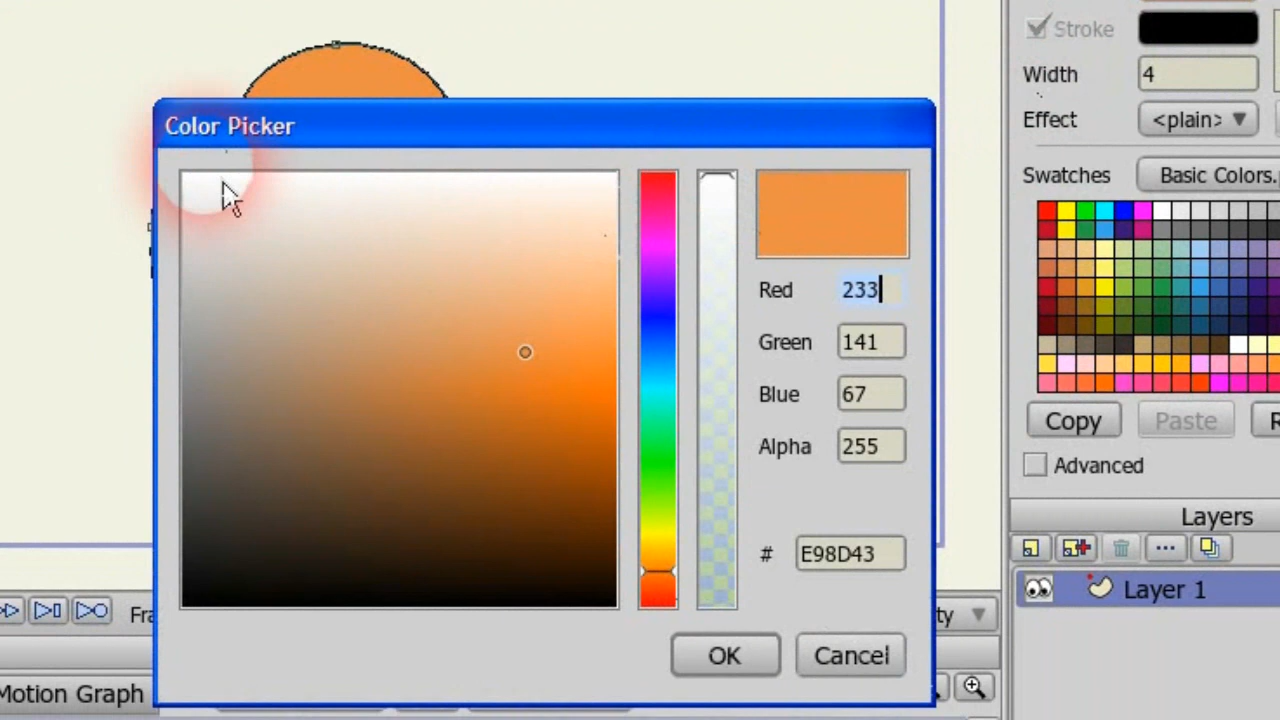 Stroke
Width
4
Effect
<plain>
Color Picker
Swatches
Basic Colors.
Red
233
Green
141
Blue
67
Alpha
255
Copy
Paste
Advanced
#
E98D43
Layers
Layer 1
OK
Cancel
Motion Graph